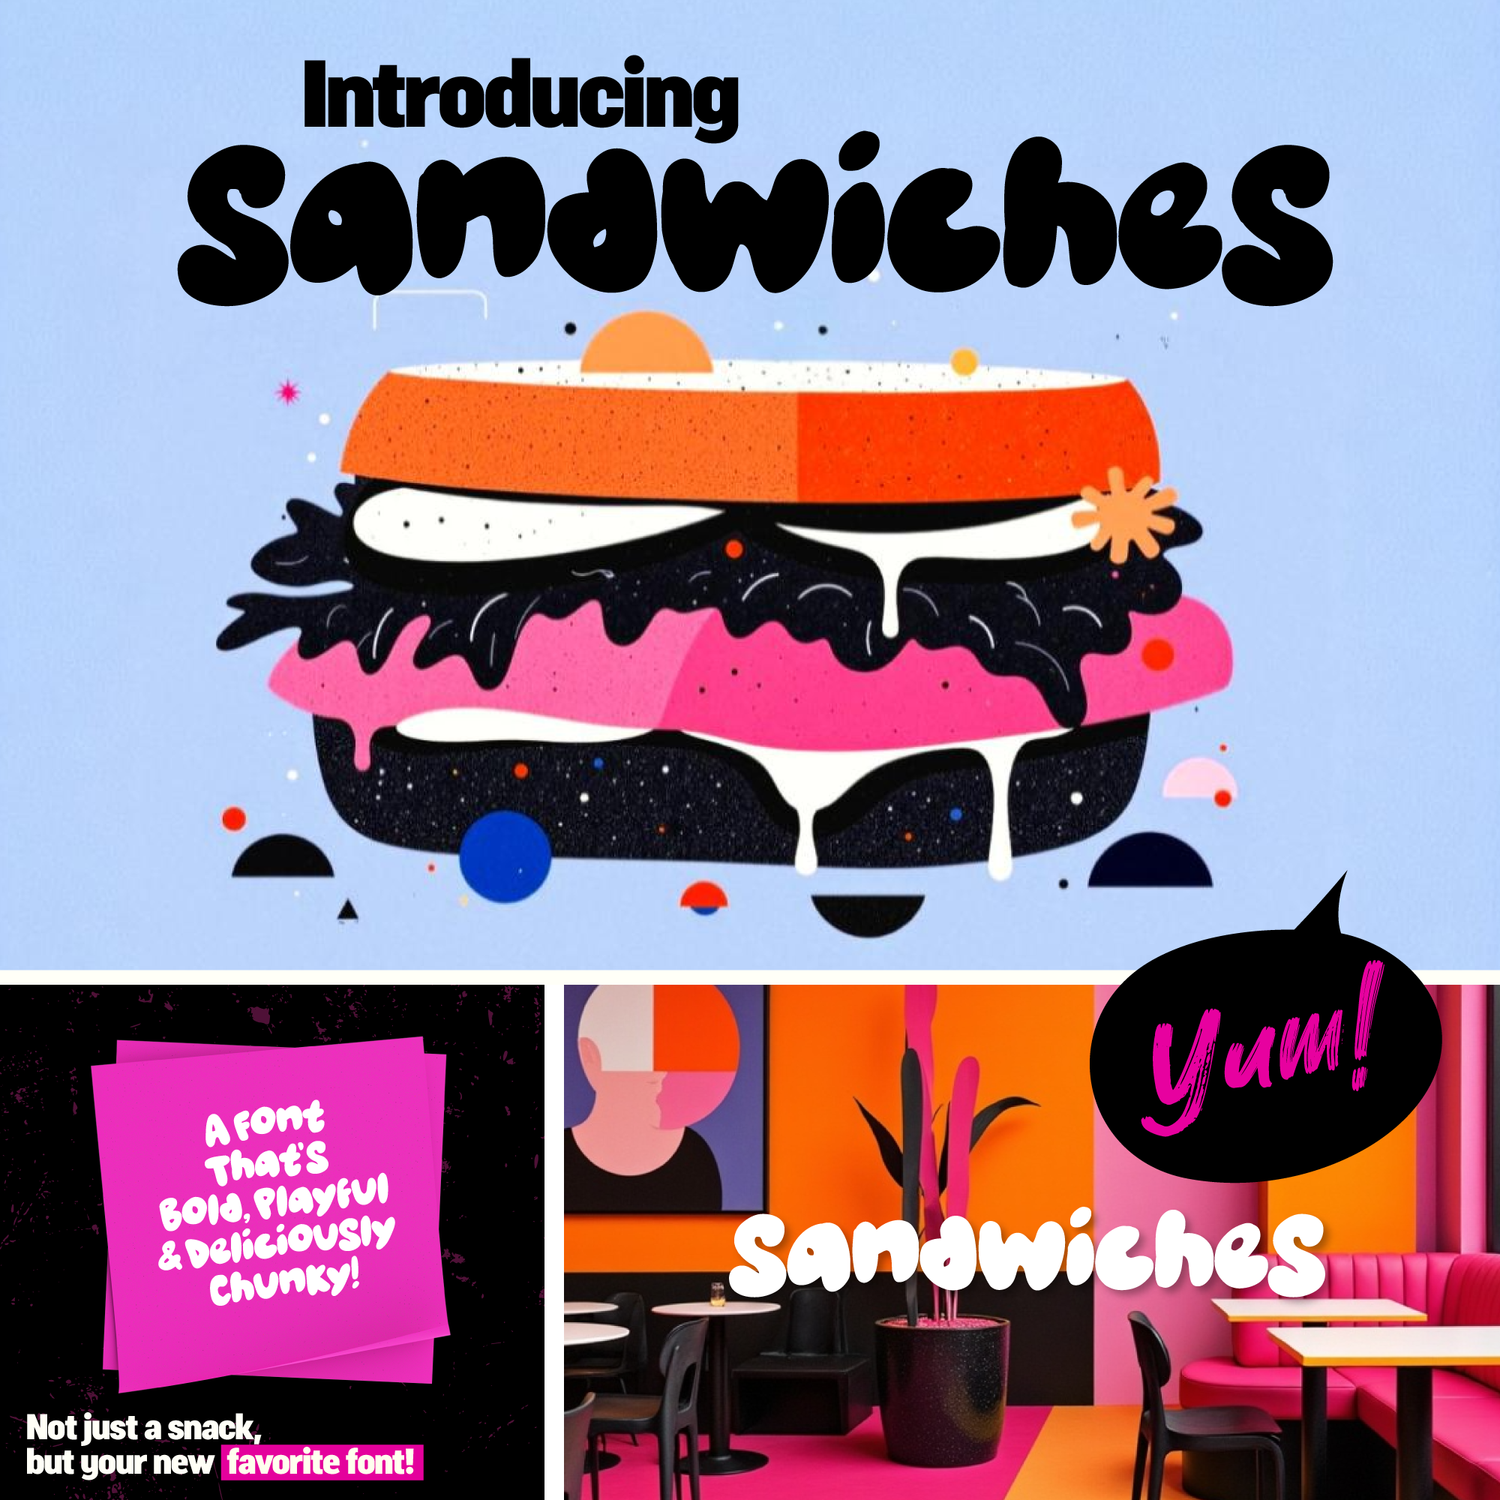 Introducing
Sandwiches
A Font
That's
Bold, Playful
& Deliciously
Chunky!
Not just a snack,
but your new favorite font!
Yum!
Sandwiches